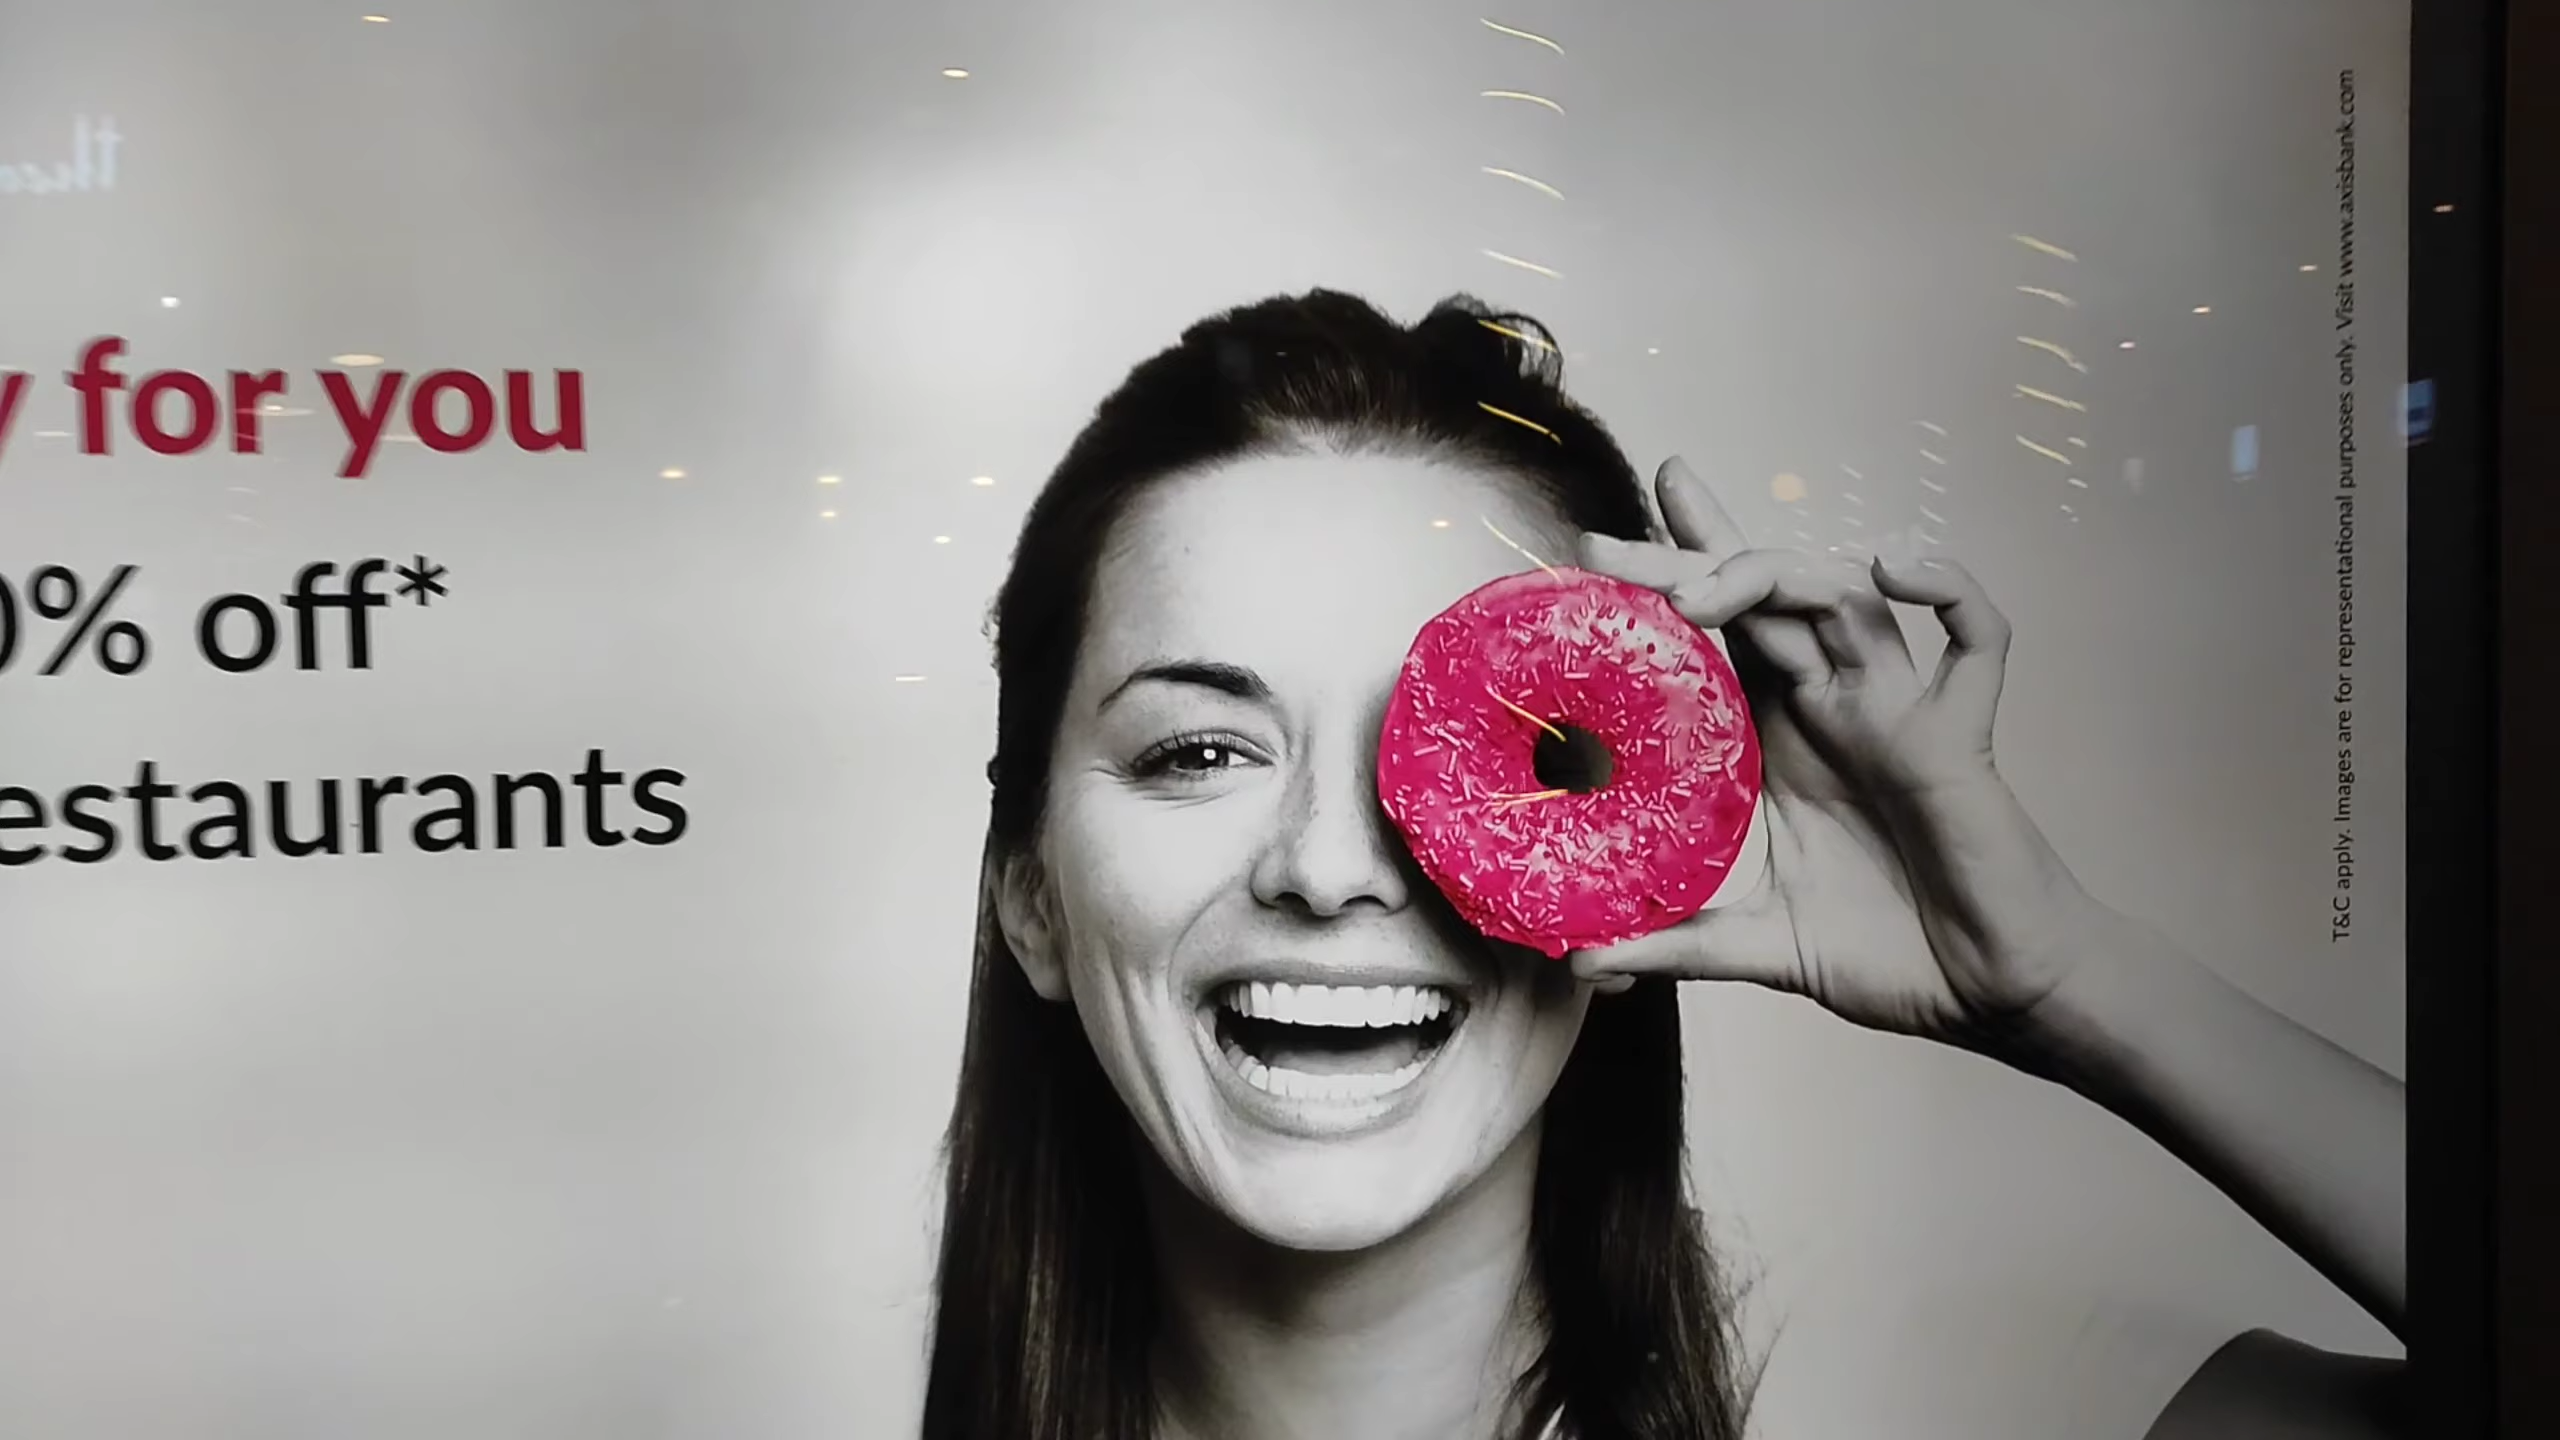 y for you
0% off*
estaurants
T&C apply. Images are for representational purposes only. Visit www.axisbank.com